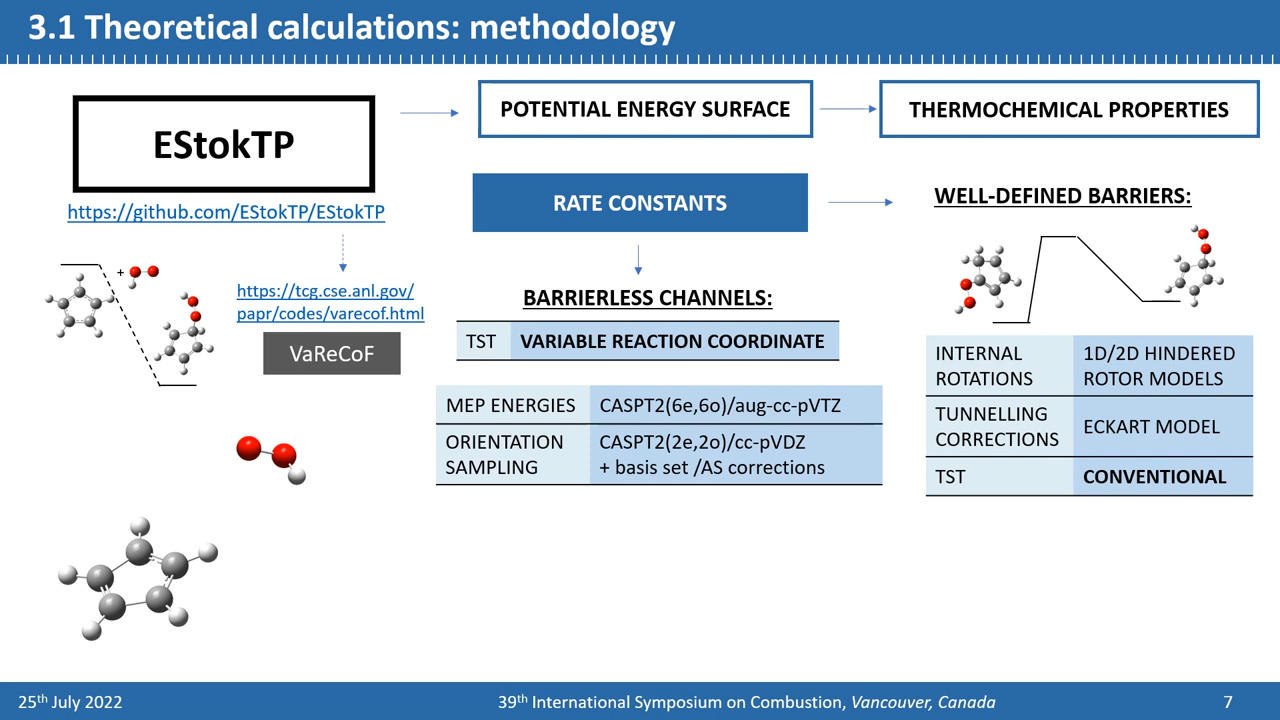 3.1 Theoretical calculations: methodology
EStokTP
https://github.com/EStokTP/EStokTP
POTENTIAL ENERGY SURFACE
THERMOCHEMICAL PROPERTIES
RATE CONSTANTS
+
https://tcg.cse.anl.gov/
papr/codes/varecof.html
VaReCoF
BARRIERLESS CHANNELS:
TST VARIABLE REACTION COORDINATE
MEP ENERGIES CASPT2(6e,6o)/aug-cc-pVTZ
ORIENTATION
SAMPLING
CASPT2(2e,2o)/cc-pVDZ
+ basis set /AS corrections
WELL-DEFINED BARRIERS:
INTERNAL
ROTATIONS
1D/2D HINDERED
ROTOR MODELS
TUNNELLING
CORRECTIONS
ECKART MODEL
TST CONVENTIONAL
25th July 2022
39th International Symposium on Combustion, Vancouver, Canada
7